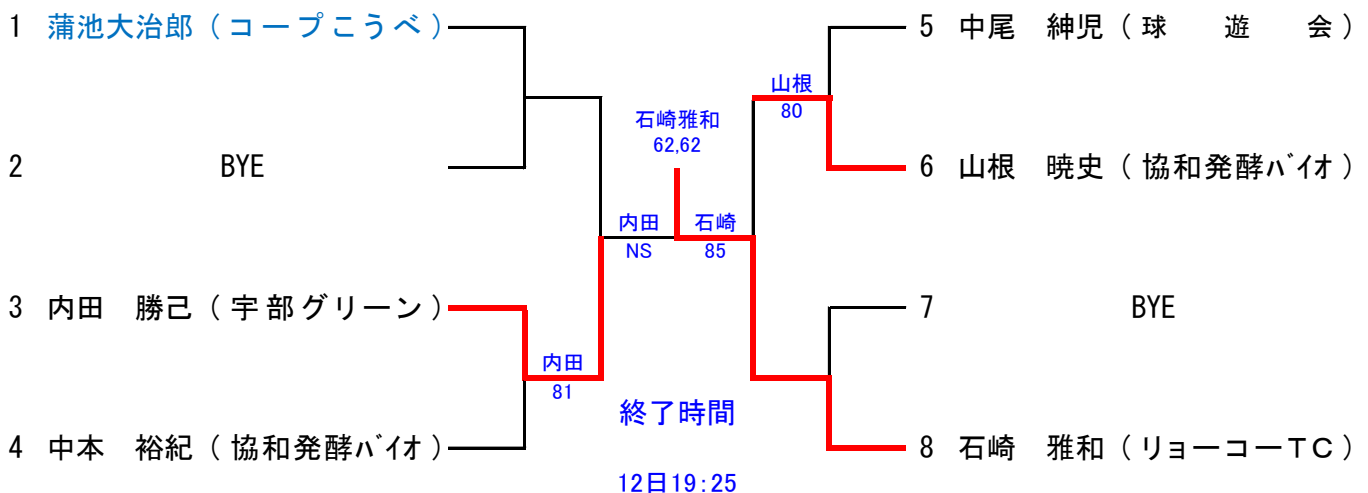 1 蒲池大治郎（コープこうべ）
2 BYE
3 内田 勝己（宇部グリーン）
4 中本 裕紀（協和発酵ﾊﾞｲｵ）
内田
81
内田
NS
石崎雅和
62,62
石崎
85
山根
80
5 中尾 紳児（球 遊 会）
6 山根 暁史（協和発酵ﾊﾞｲｵ）
7 BYE
8 石崎 雅和（リョーコーＴＣ）
終了時間
12日19:25